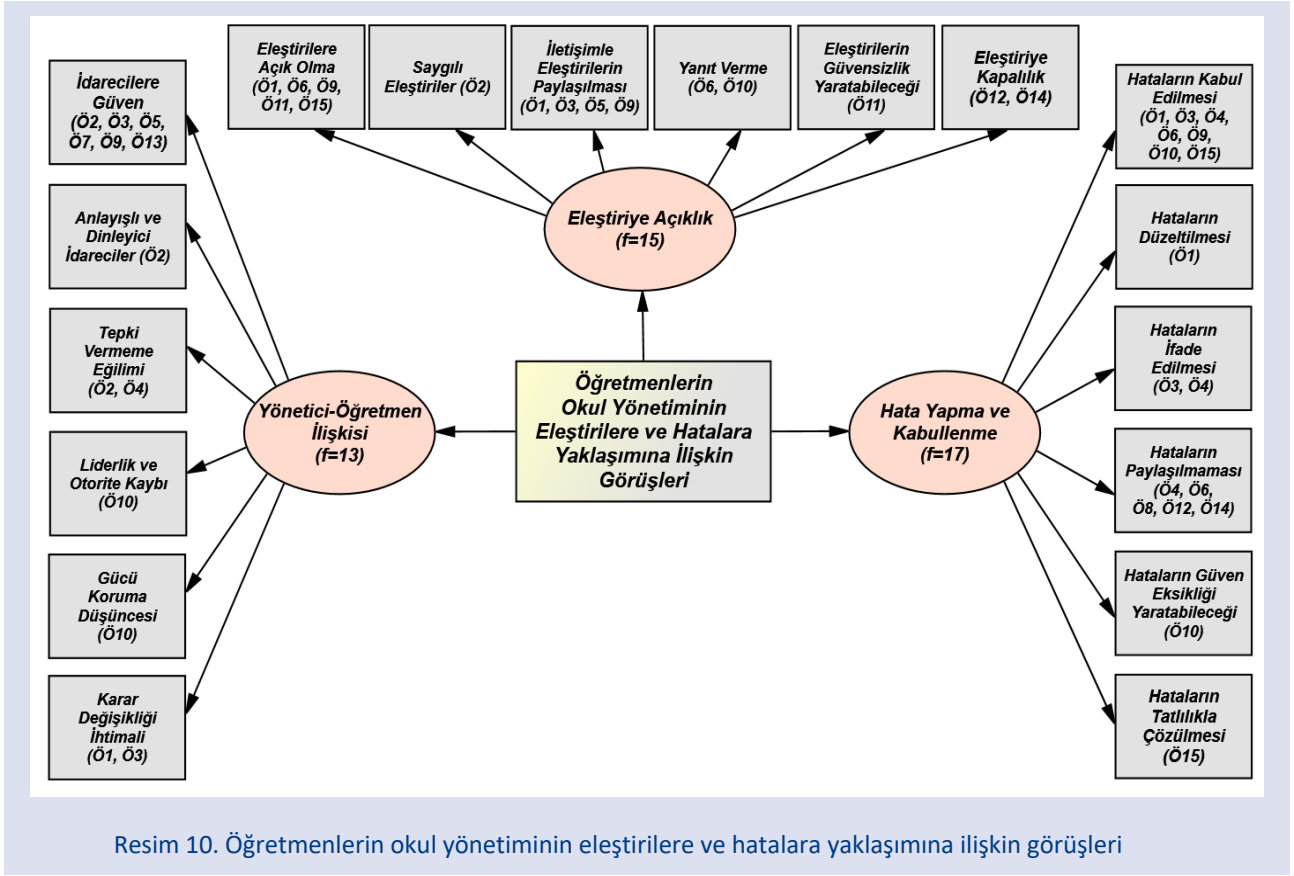 Eleştirilere
Açık Olma
(Ö1, Ö6, Ö9,
Ö11, Ö15)
Saygılı
Eleştiriler (Ö2)
İletişimle
Eleştirilerin
Paylaşılması
(Ö1, Ö3, Ö5, Ö9)
Yanıt Verme
(Ö6, Ö10)
Eleştirilerin
Güvensizlik
Yaratabileceği
(Ö11)
Eleştiriye
Kapalılık
(Ö12, Ö14)
İdarecilere
Güven
(Ö2, Ö3, Ö5,
Ö7, Ö9, Ö13)
Anlayışlı ve
Dinleyici
İdareciler (Ö2)
Tepki
Vermeme
Eğilimi
(Ö2, Ö4)
Liderlik ve
Otorite Kaybı
(Ö10)
Gücü
Koruma
Düşüncesi
(Ö10)
Karar
Değişikliği
İhtimali
(Ö1, Ö3)
Eleştiriye Açıklık
(f=15)
Yönetici-Öğretmen
İlişkisi
(f=13)
Öğretmenlerin
Okul Yönetiminin
Eleştirilere ve Hatalara
Yaklaşımına İlişkin
Görüşleri
Hata Yapma ve
Kabullenme
(f=17)
Hataların Kabul
Edilmesi
(Ö1, Ö3, Ö4,
Ö6, Ö9,
Ö10, Ö15)
Hataların
Düzeltilmesi
(Ö1)
Hataların
İfade
Edilmesi
(Ö3, Ö4)
Hataların
Paylaşılmaması
(Ö4, Ö6,
Ö8, Ö12, Ö14)
Hataların Güven
Eksikliği
Yaratabileceği
(Ö10)
Hataların
Tatlılıkla
Çözülmesi
(Ö15)
Resim 10. Öğretmenlerin okul yönetiminin eleştirilere ve hatalara yaklaşımına ilişkin görüşleri